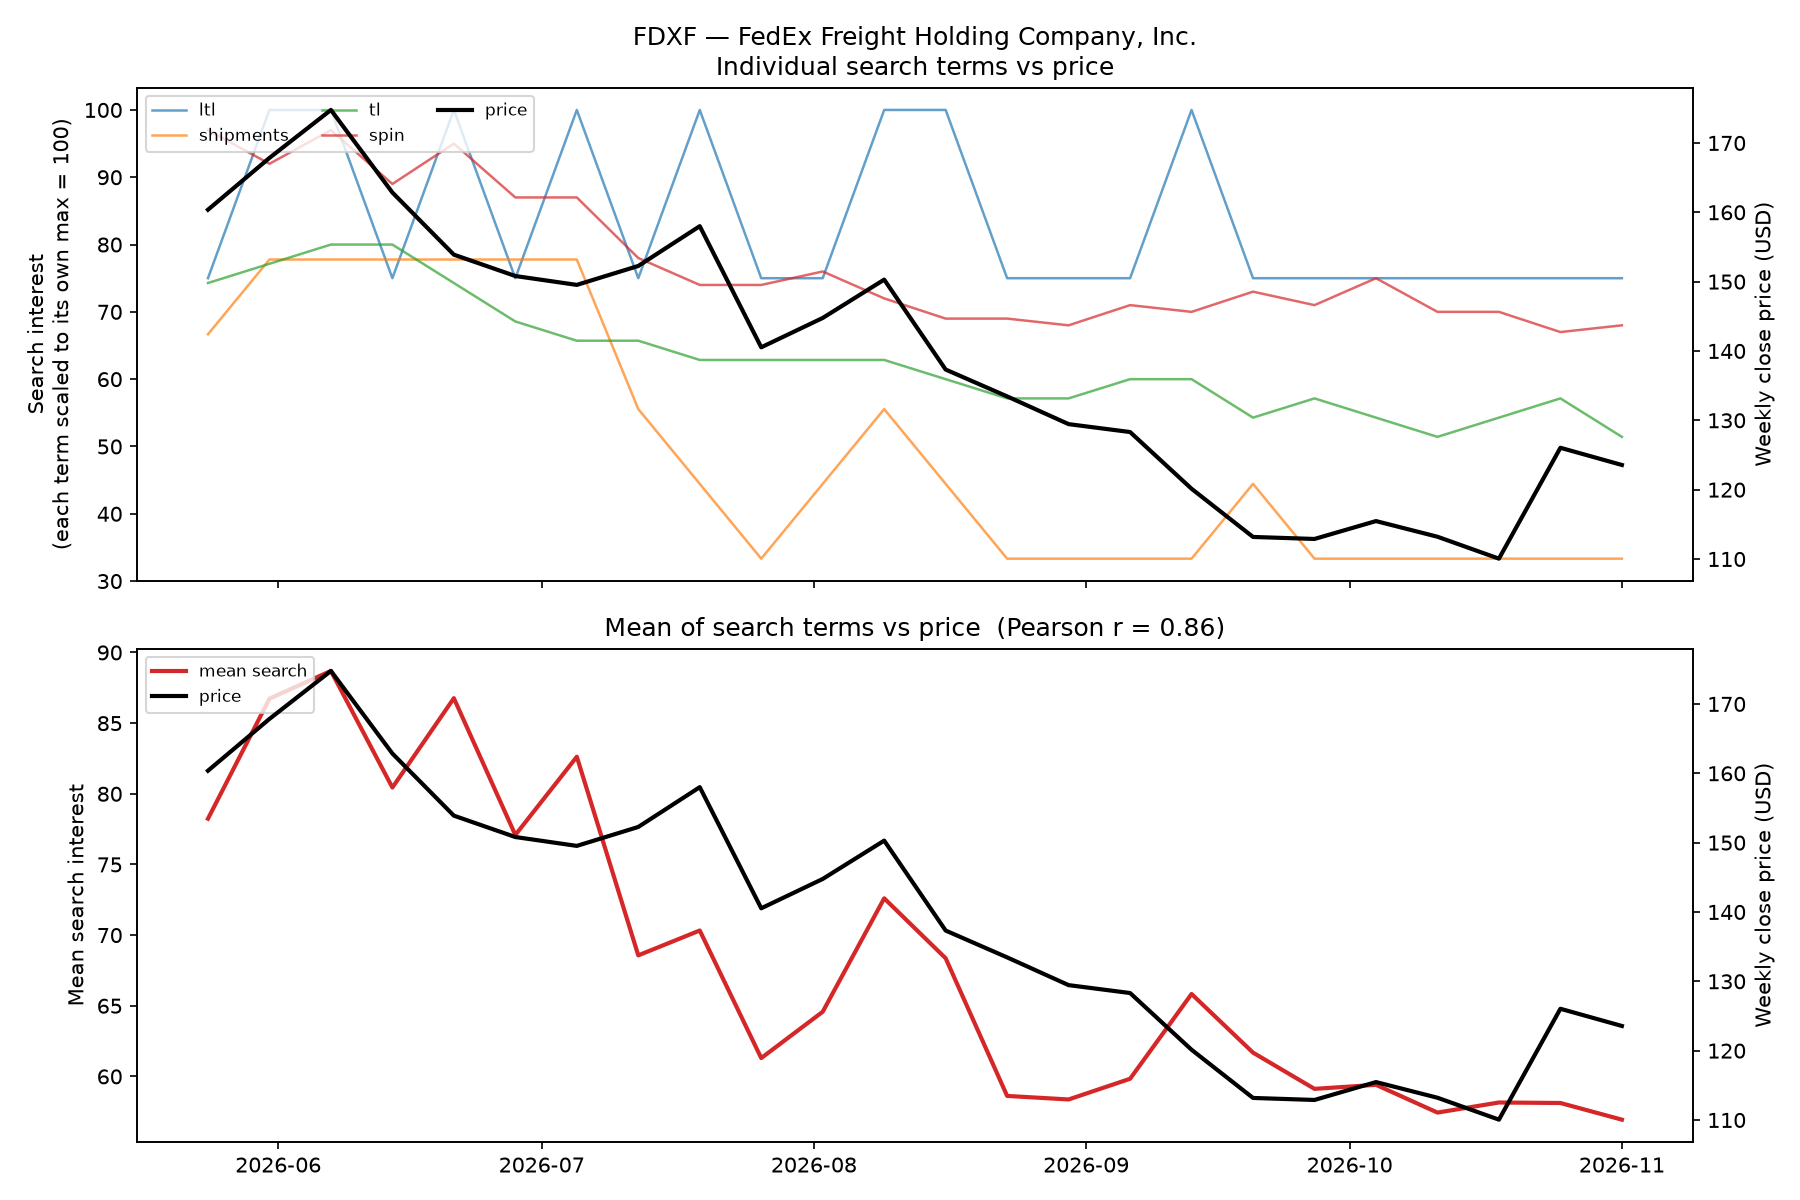 FDXF — FedEx Freight Holding Company, Inc.
Individual search terms vs price
ltl
shipments
tl
spin
price
Search interest
(each term scaled to its own max = 100)
100
90
80
70
60
50
40
30
170
160
150
140
130
120
110
Weekly close price (USD)
Mean of search terms vs price (Pearson r = 0.86)
mean search
price
Mean search interest
90
85
80
75
70
65
60
170
160
150
140
130
120
110
Weekly close price (USD)
2026-06
2026-07
2026-08
2026-09
2026-10
2026-11